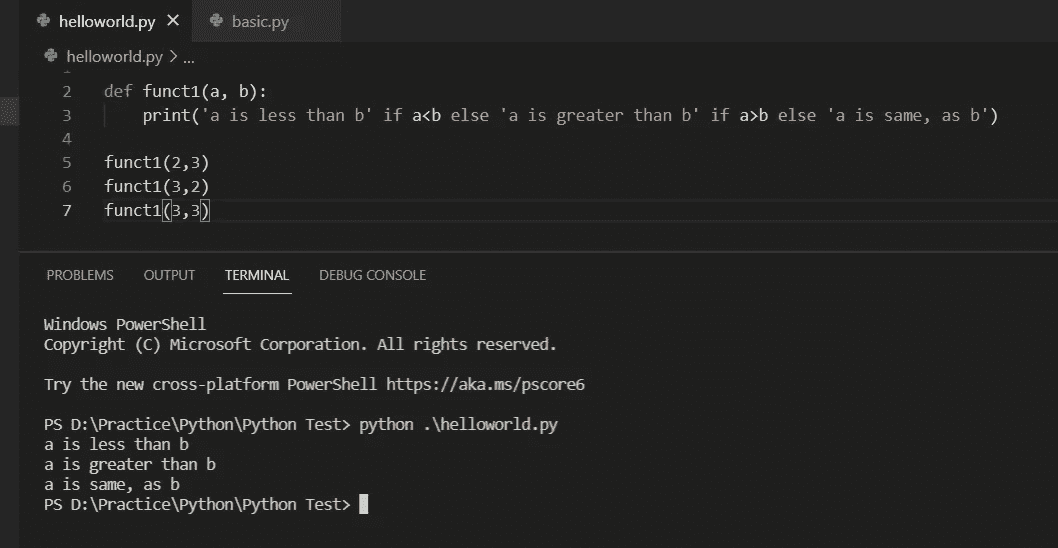 helloworld.py × basic.py
helloworld.py > ...
2 def funct1(a, b):
3 print('a is less than b' if a<b else 'a is greater than b' if a>b else 'a is same, as b')
4
5 funct1(2,3)
6 funct1(3,2)
7 funct1(3,3)
PROBLEMS OUTPUT TERMINAL DEBUG CONSOLE
Windows PowerShell
Copyright (C) Microsoft Corporation. All rights reserved.
Try the new cross-platform PowerShell https://aka.ms/pscore6
PS D:\Practice\Python\Python Test> python .\helloworld.py
a is less than b
a is greater than b
a is same, as b
PS D:\Practice\Python\Python Test>